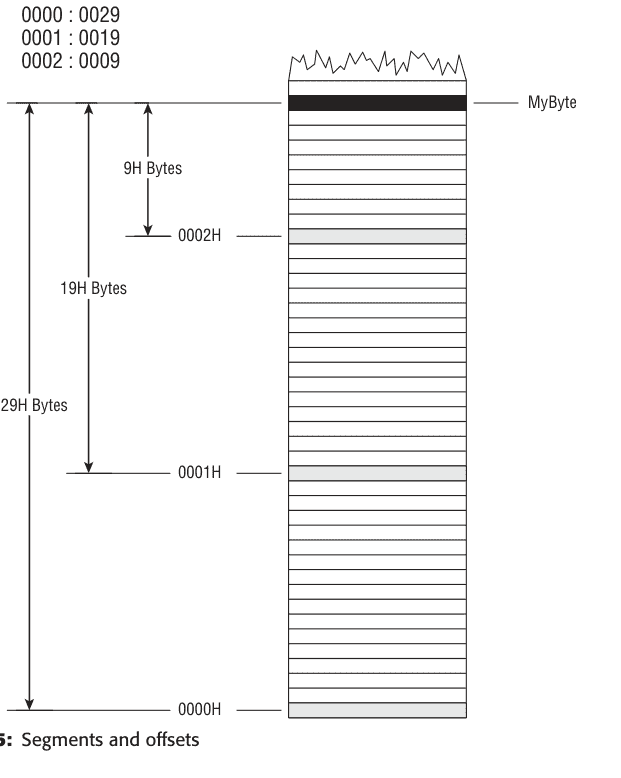 0000 : 0029
0001 : 0019
0002 : 0009
MyByte
9H Bytes
0002H
19H Bytes
29H Bytes
0001H
0000H
5: Segments and offsets